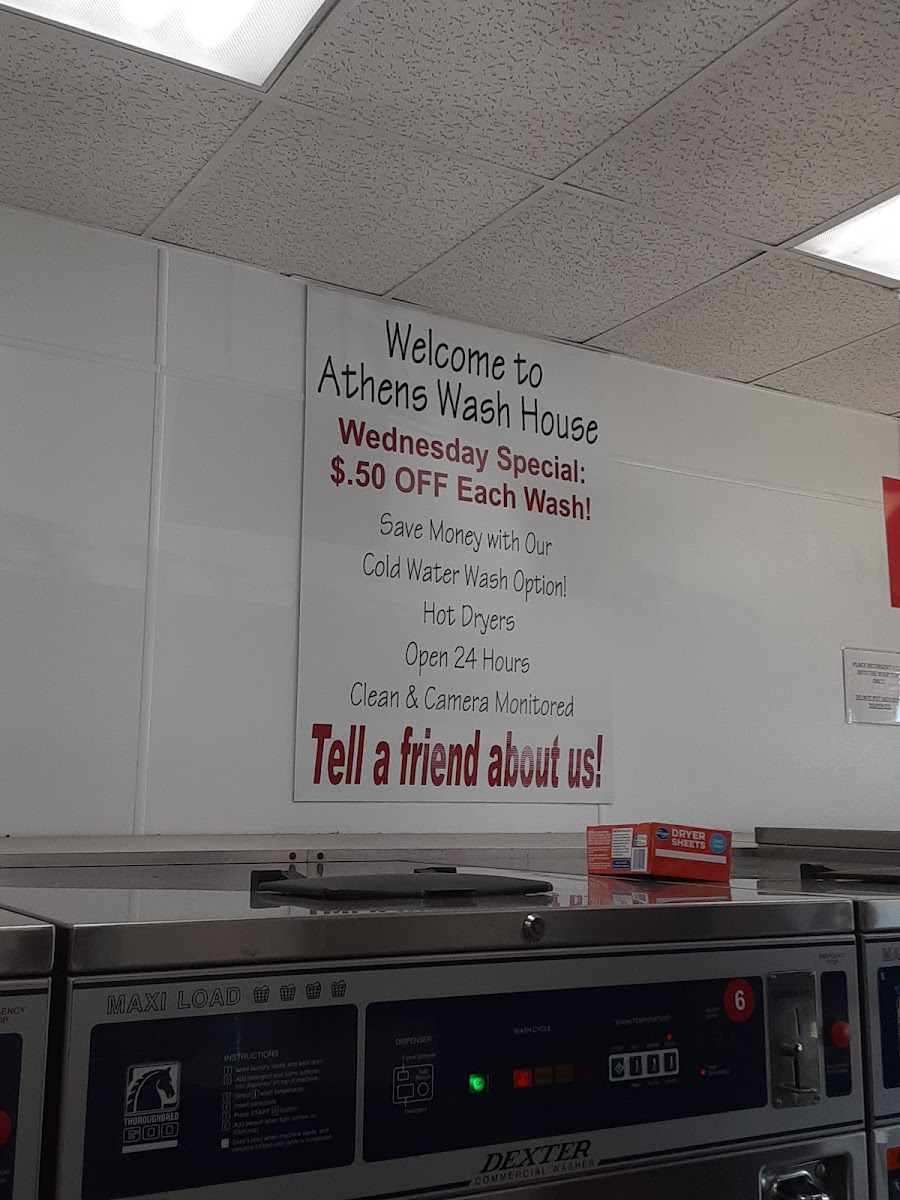 Welcome to
Athens Wash House
Wednesday Special:
$.50 OFF Each Wash!
Save Money with Our
Cold Water Wash Option!
Hot Dryers
Open 24 Hours
Clean & Camera Monitored
Tell a friend about us!
DRYER
SHEETS
MAXI LOAD
6
INSTRUCTIONS
DISPENSER
WASH CYCLE
WASH TEMPERATURE
THOROUGHBRED
500
DEXTER
COMMERCIAL WASHER